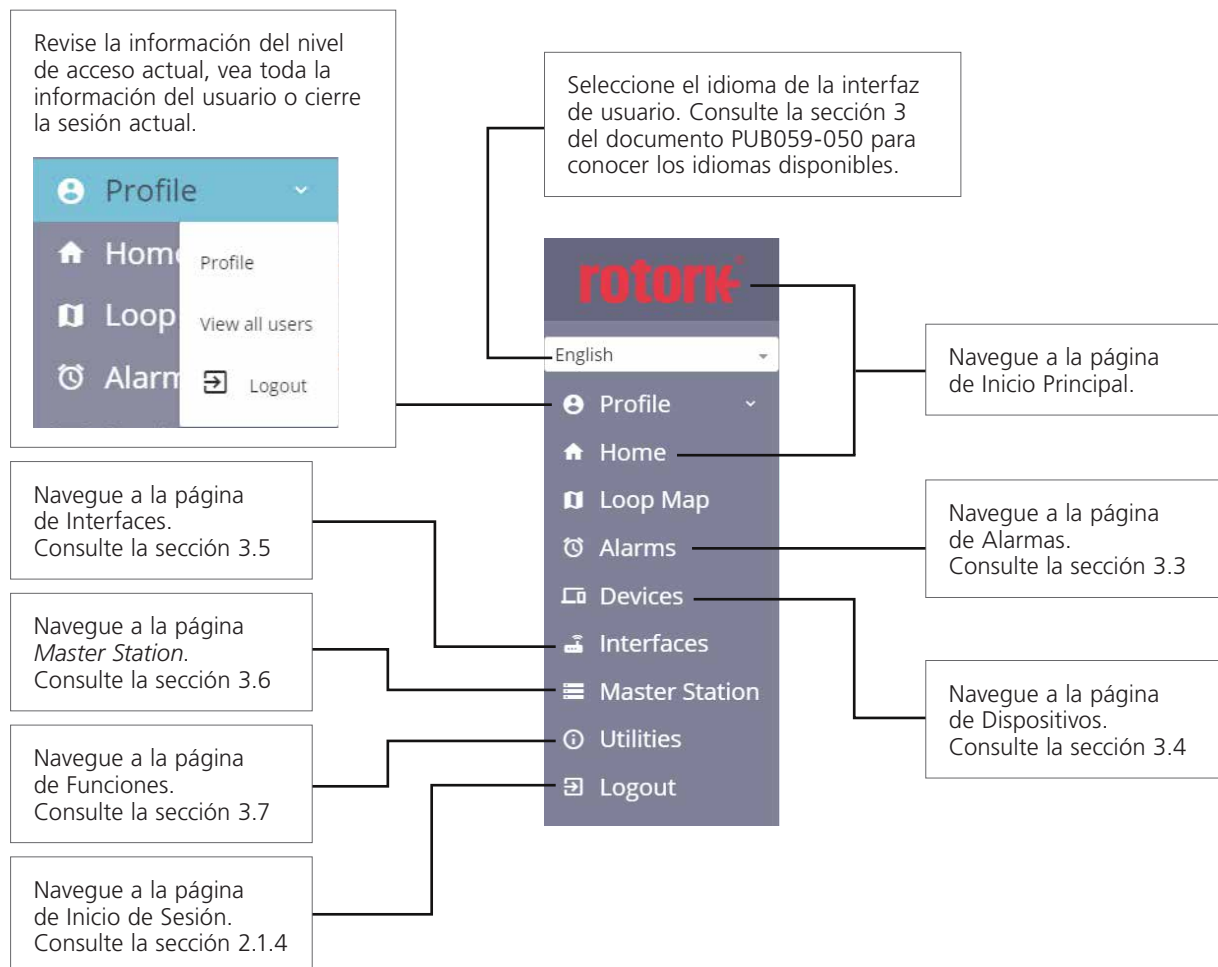 Revise la información del nivel
de acceso actual, vea toda la
información del usuario o cierre
la sesión actual.
Profile
Home
Profile
Loop
View all users
Alarm
Logout
Seleccione el idioma de la interfaz
de usuario. Consulte la sección 3
del documento PUB059-050 para
conocer los idiomas disponibles.
rotork
English
Profile
Home
Loop Map
Alarms
Devices
Interfaces
Master Station
Utilities
Logout
Navegue a la página
de Inicio Principal.
Navegue a la página
de Alarmas.
Consulte la sección 3.3
Navegue a la página
de Dispositivos.
Consulte la sección 3.4
Navegue a la página
de Interfaces.
Consulte la sección 3.5
Navegue a la página
Master Station.
Consulte la sección 3.6
Navegue a la página
de Funciones.
Consulte la sección 3.7
Navegue a la página
de Inicio de Sesión.
Consulte la sección 2.1.4